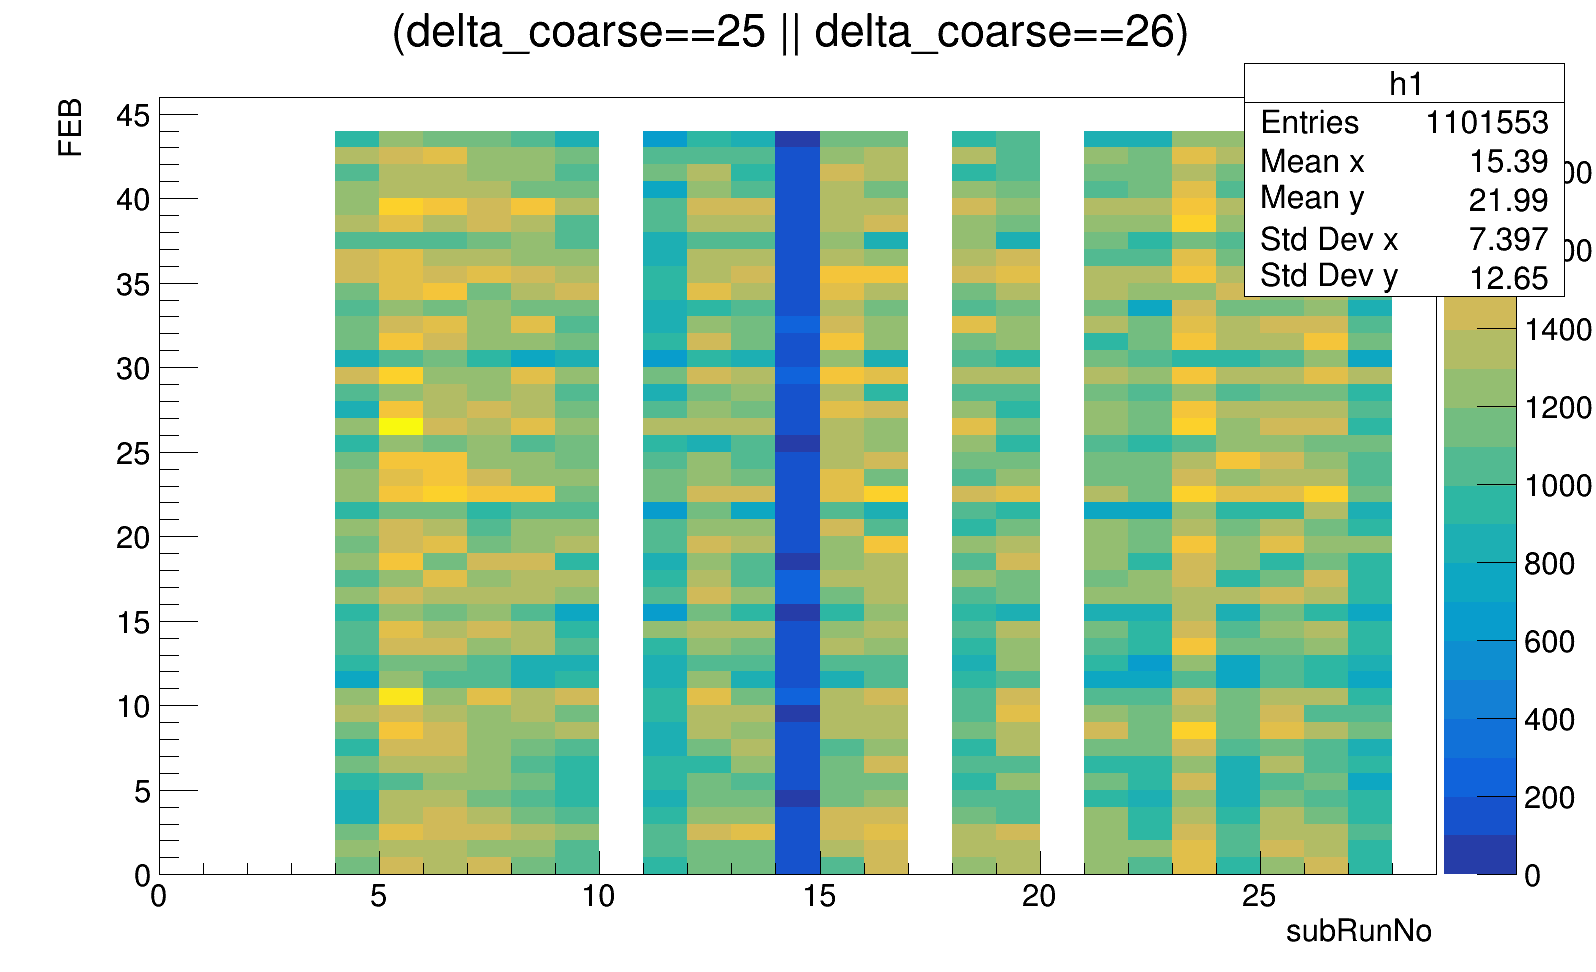 (delta_coarse==25 || delta_coarse==26)
FEB
h1
Entries 1101553
Mean x 15.39
Mean y 21.99
Std Dev x 7.397
Std Dev y 12.65
45
40
35
30
25
20
15
10
5
0
00
00
1400
1200
1000
800
600
400
200
0
0 5 10 15 20 25
subRunNo